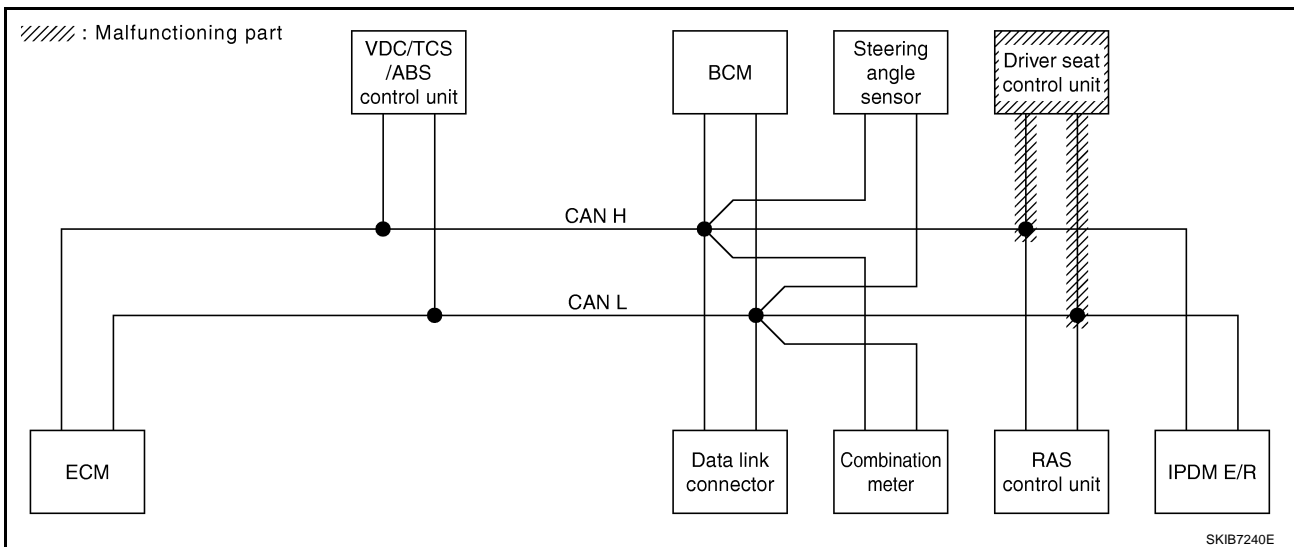 : Malfunctioning part
VDC/TCS
/ABS
control unit
BCM
Steering
angle
sensor
Driver seat
control unit
CAN H
CAN L
ECM
Data link
connector
Combination
meter
RAS
control unit
IPDM E/R
SKIB7240E